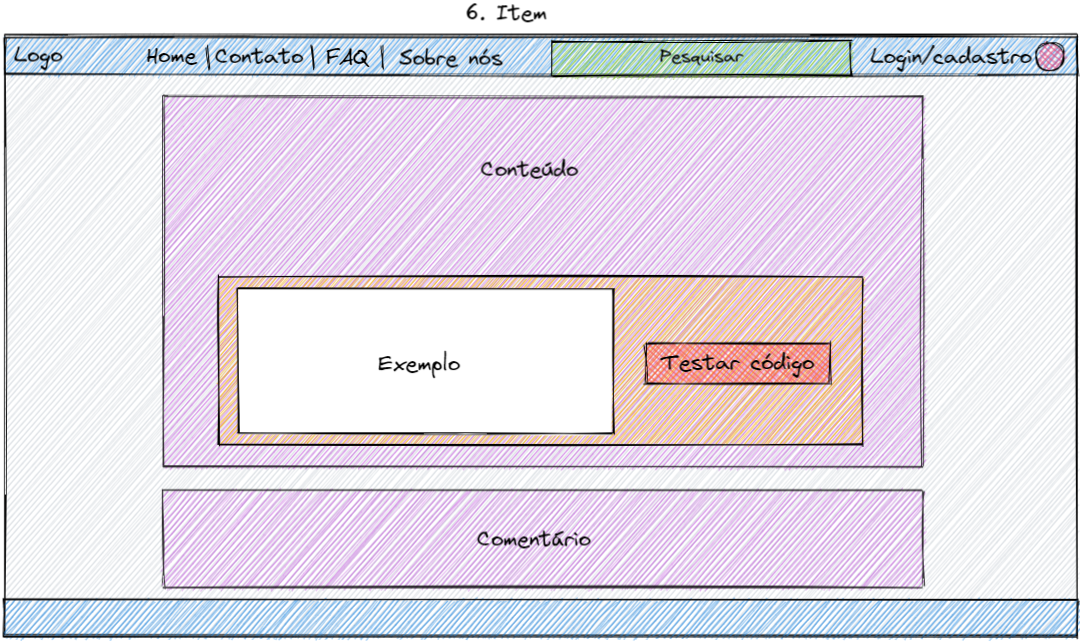 6. Item
Logo Home | Contato | FAQ | Sobre nós Pesquisar Login/cadastro
Conteúdo
Exemplo Testar código
Comentário